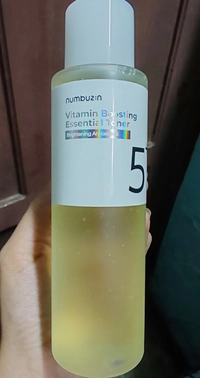 numbuzin
Vitamin Boosting
Essential Toner
Brightening
5